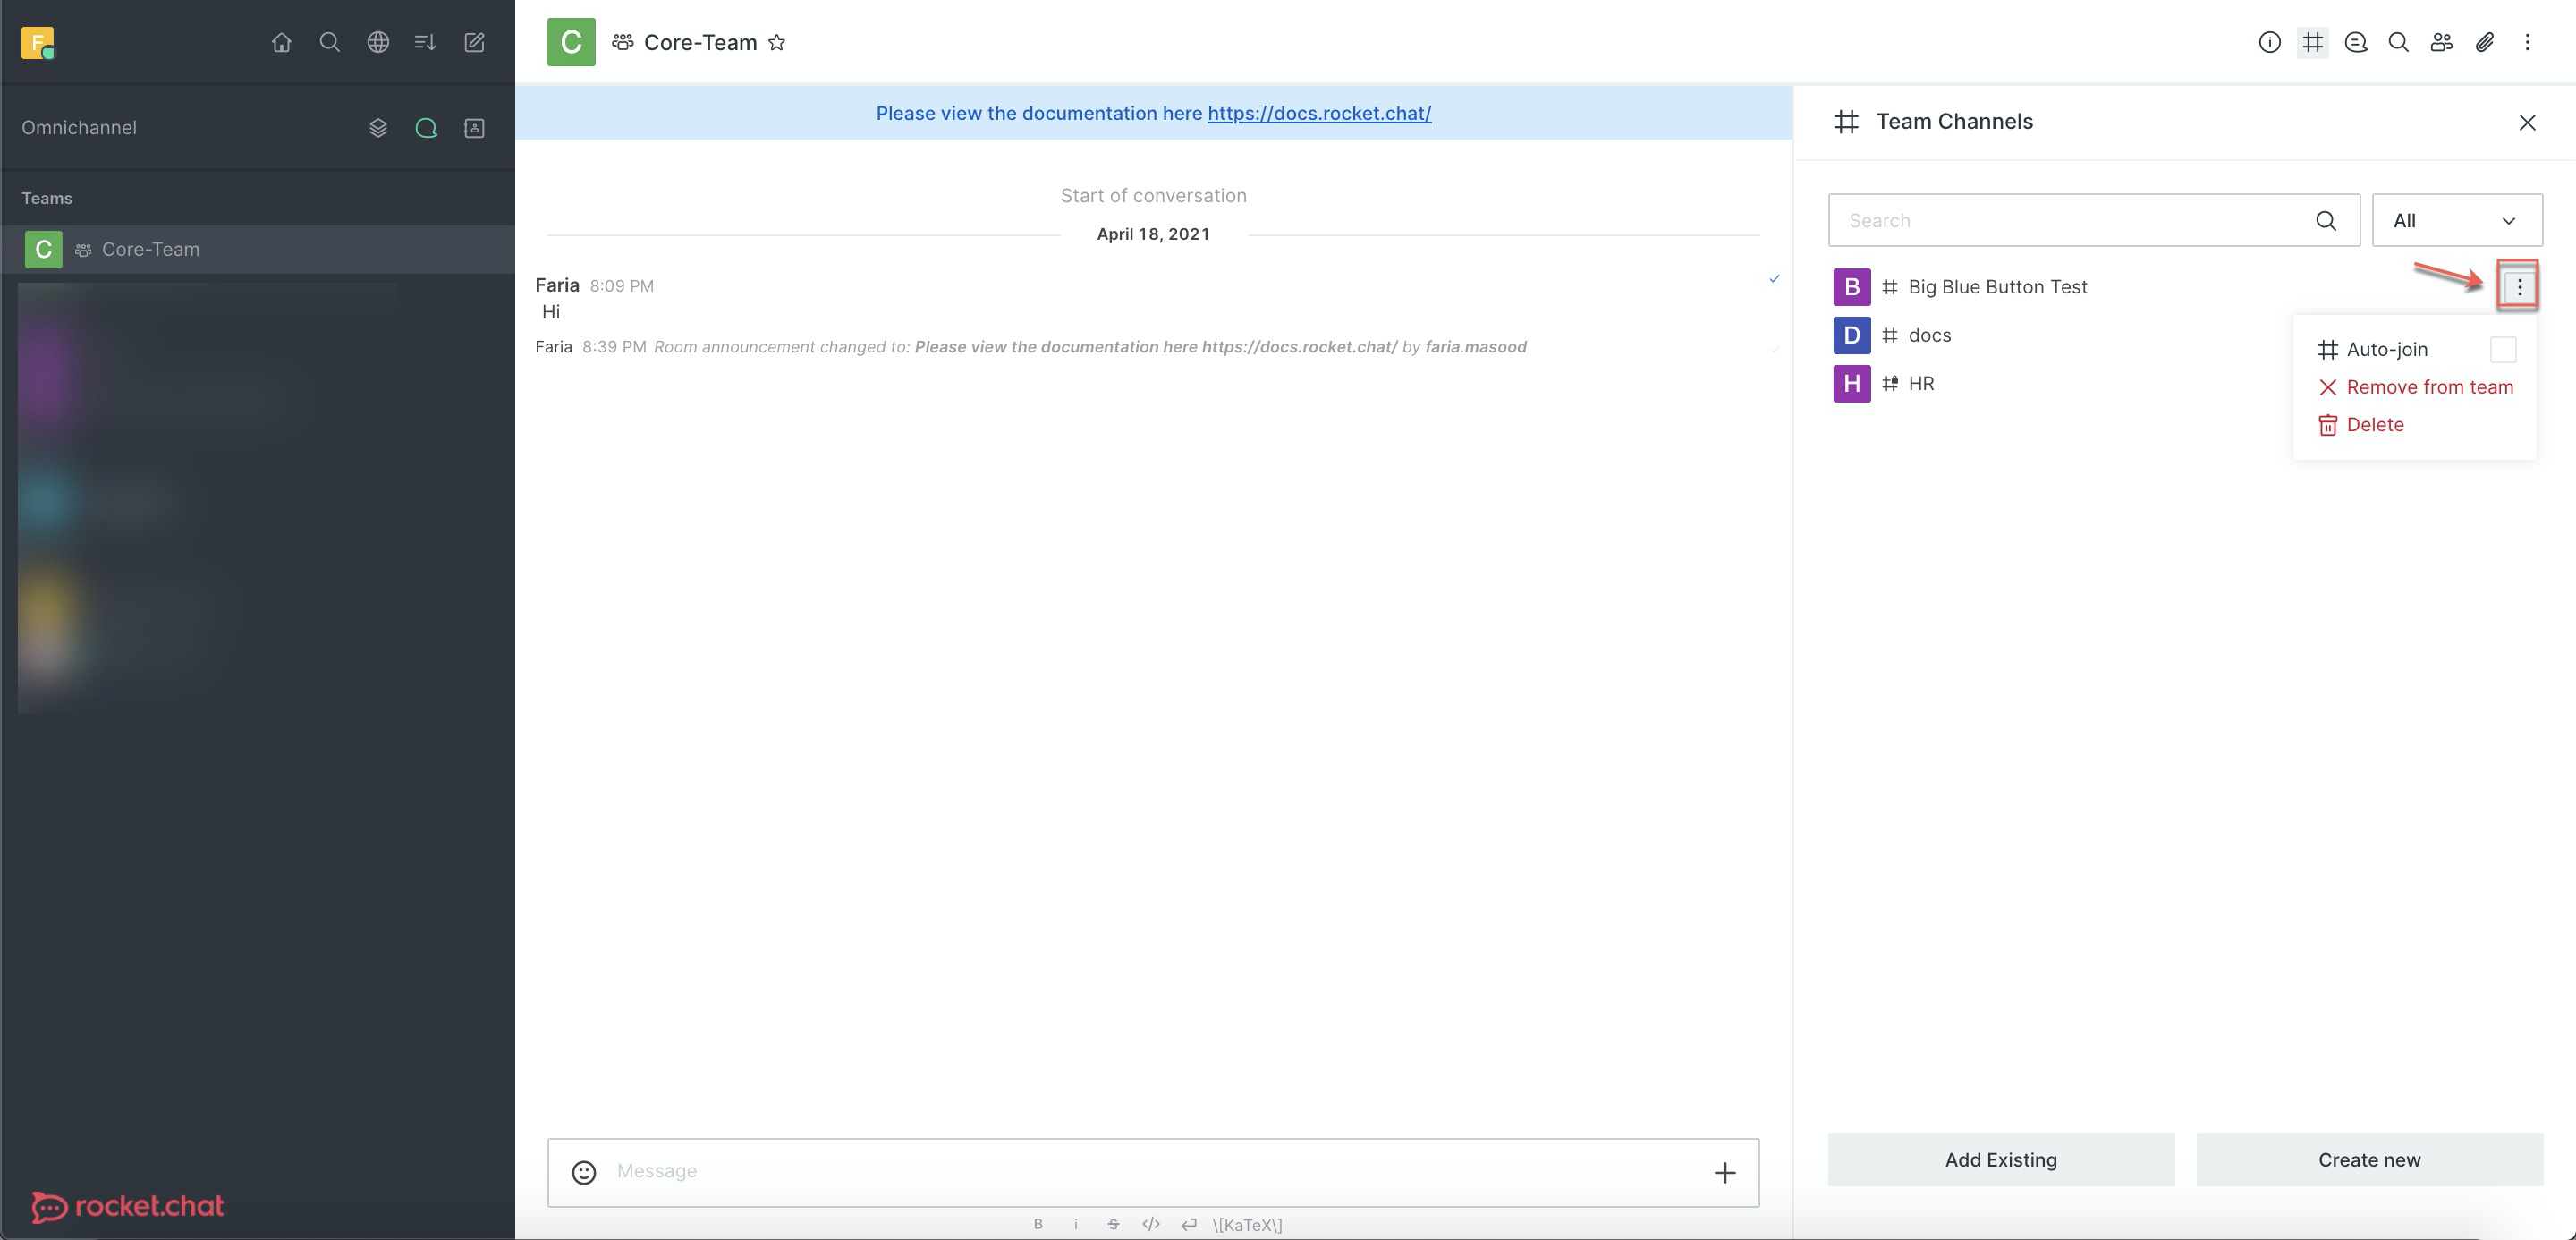 F
Omnichannel
Teams
C Core-Team
rocket.chat
C Core-Team
Please view the documentation here https://docs.rocket.chat/
Start of conversation
April 18, 2021
Faria 8:09 PM
Hi
Faria 8:39 PM Room announcement changed to: Please view the documentation here https://docs.rocket.chat/ by faria.masood
Message
B i S </> \[KaTeX\]
Team Channels
Search All
B # Big Blue Button Test
D # docs
H # HR
Auto-join
Remove from team
Delete
Add Existing Create new